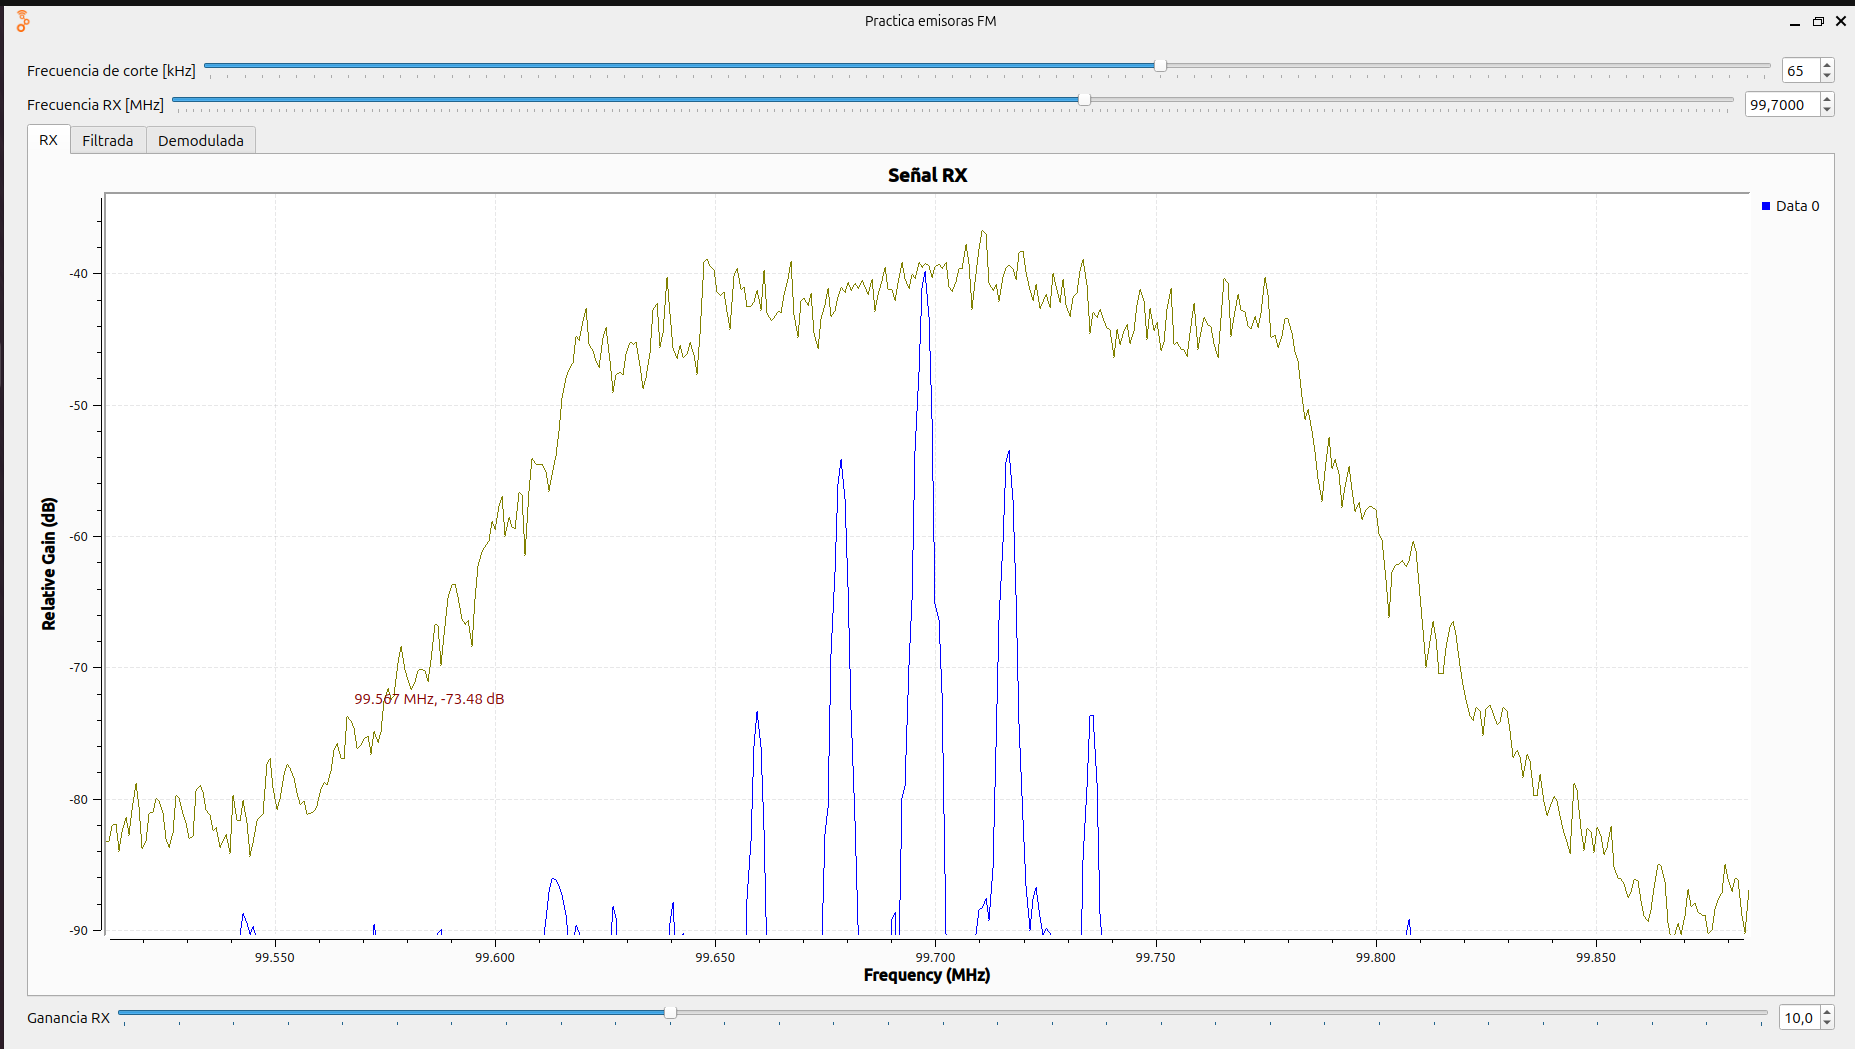 Practica emisoras FM
Frecuencia de corte [kHz]
65
Frecuencia RX [MHz]
99,7000
RX
Filtrada
Demodulada
Señal RX
Data 0
Relative Gain (dB)
-40
-50
-60
-70
-80
-90
99.567 MHz, -73.48 dB
99.550
99.600
99.650
99.700
99.750
99.800
99.850
Frequency (MHz)
Ganancia RX
10,0